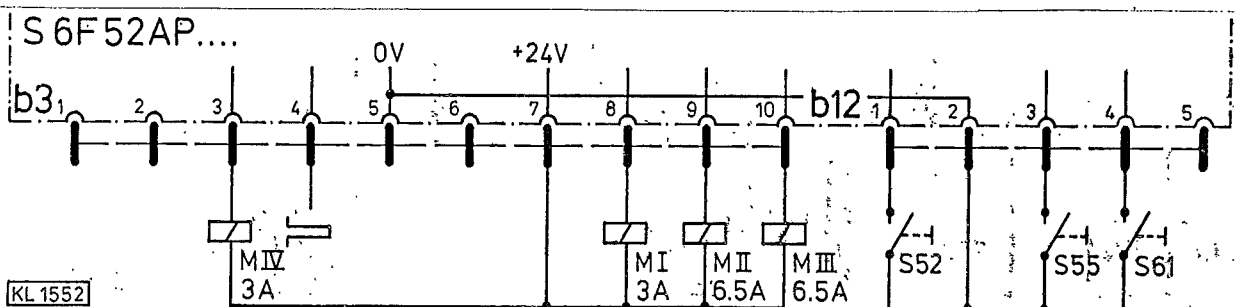 S 6F52AP....
0V +24V
b3 1 2 3 4 5 6 7 8 9 10 b12 1 2 3 4 5
MIV MI MII MIII S52 S55 S61
3A 3A 6.5A 6.5A
KL 1552